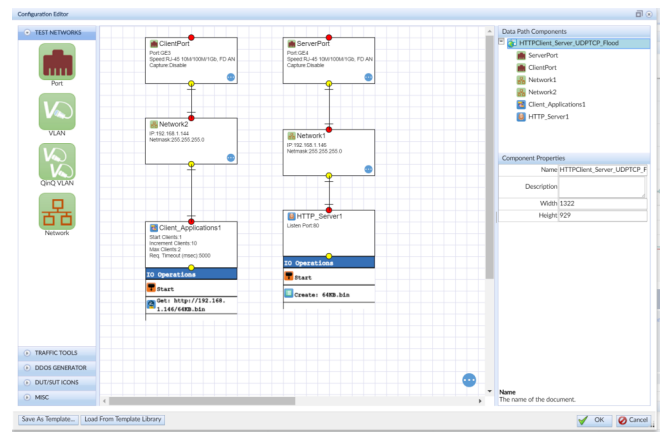 Configuration Editor
TEST NETWORKS
Port
VLAN
QinQ VLAN
Network
TRAFFIC TOOLS
DDOS GENERATOR
DUT/SUT ICONS
MISC
ClientPort
Port:GE3
Speed:RJ-45 10M/100M/1Gb, FD AN
Capture:Disable
Network2
IP:192.168.1.144
Netmask:255.255.255.0
Client_Applications1
Start Clients:1
Increment Clients:10
Max Clients:2
Req. Timeout (msec):5000
IO Operations
Start
Get: http://192.168.
1.146/64KB.bin
ServerPort
Port:GE4
Speed:RJ-45 10M/100M/1Gb, FD AN
Capture:Disable
Network1
IP:192.168.1.146
Netmask:255.255.255.0
HTTP_Server1
Listen Port:80
IO Operations
Start
Create: 64KB.bin
Data Path Components
HTTPClient_Server_UDPTCP_Flood
ServerPort
ClientPort
Network1
Network2
Client_Applications1
HTTP_Server1
Component Properties
Name HTTPClient_Server_UDPTCP_F
Description
Width 1322
Height 929
Name
The name of the document.
Save As Template... Load From Template Library
OK Cancel